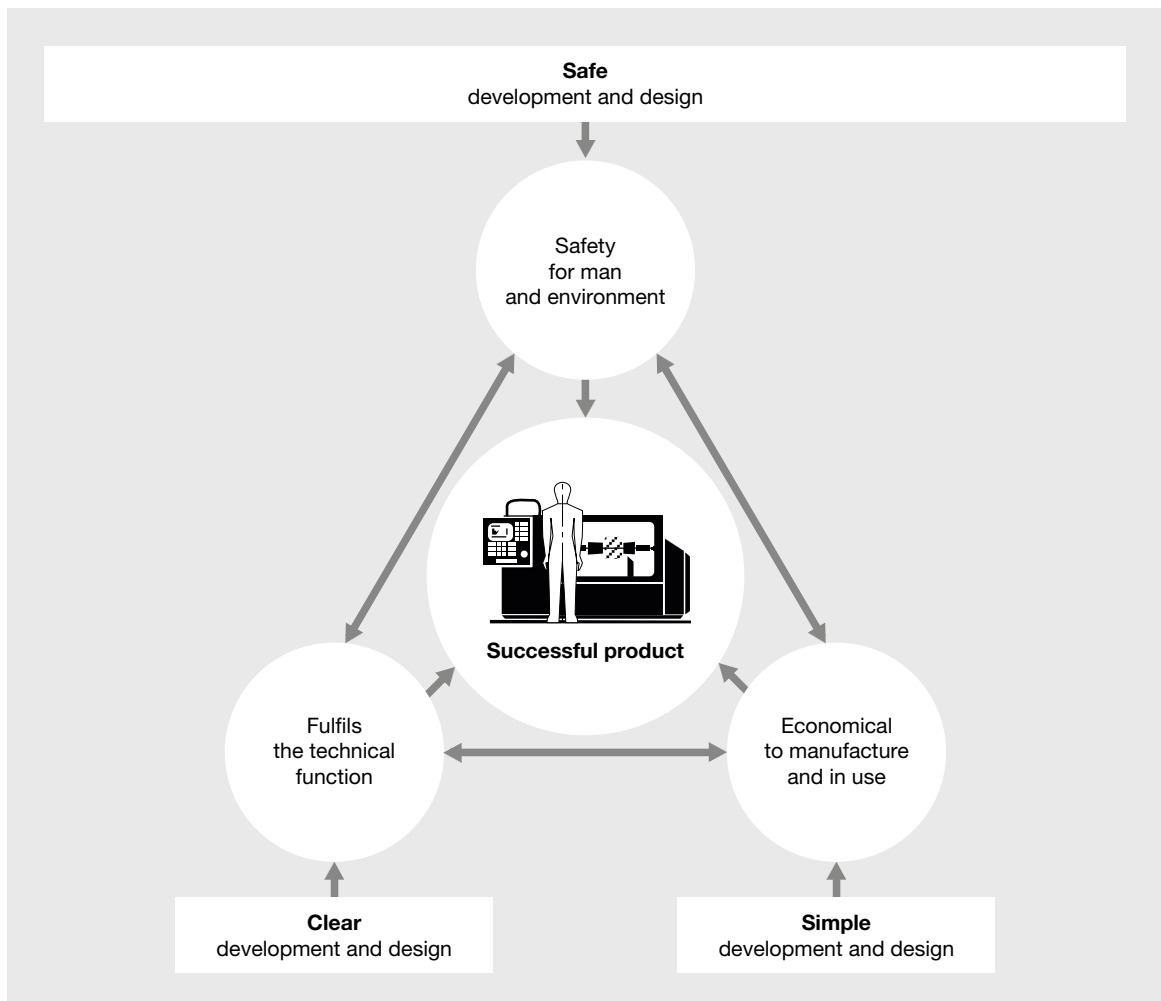 Safe
development and design
Safety
for man
and environment
Successful product
Fulfils
the technical
function
Economical
to manufacture
and in use
Clear
development and design
Simple
development and design